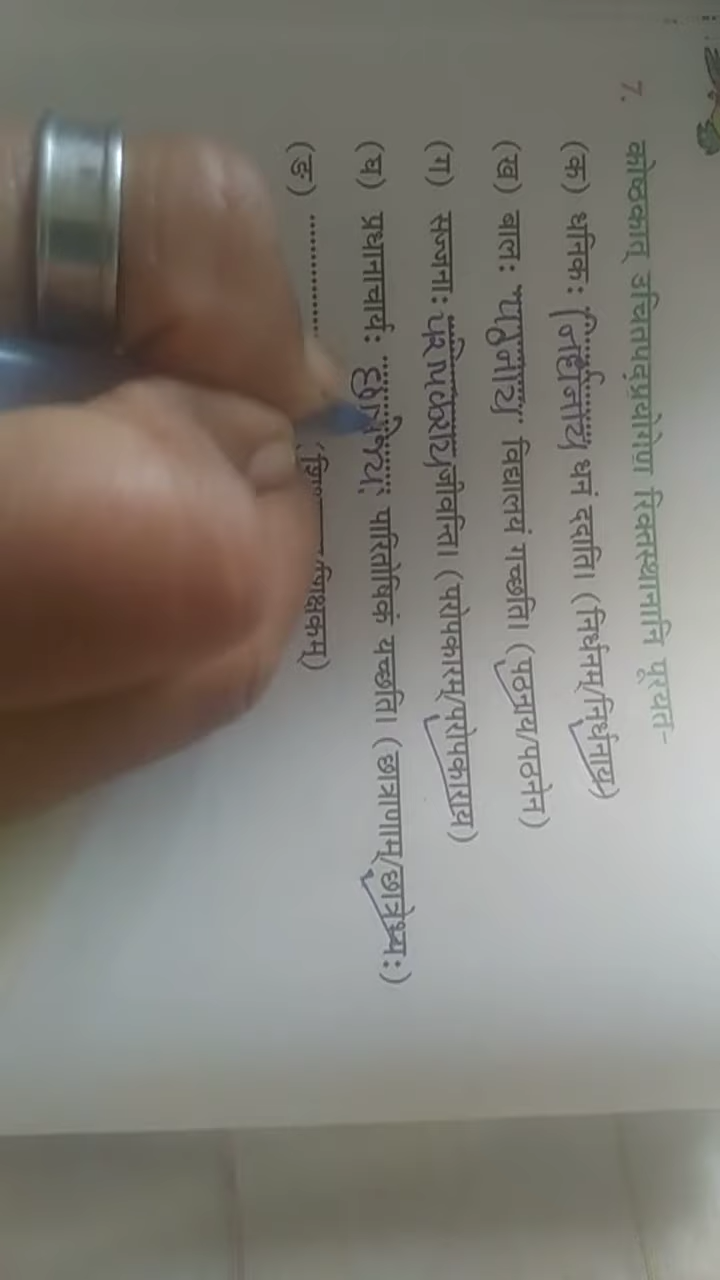 7. कोष्ठकात् उचितपदप्रयोगेण रिक्तस्थानानि पूरयत-
(क) धनिकः निर्धनाय धनं ददाति। (निर्धनम्/निर्धनाय)
(ख) बालः पठनाय विद्यालयं गच्छति। (पठनाय/पठनेन)
(ग) सज्जनाः परोपकाराय जीवन्ति। (परोपकारम्/परोपकाराय)
(घ) प्रधानाचार्यः छात्रेभ्यः पारितोषिकं यच्छति। (छात्राणाम्/छात्रेभ्यः)
(ङ) ................